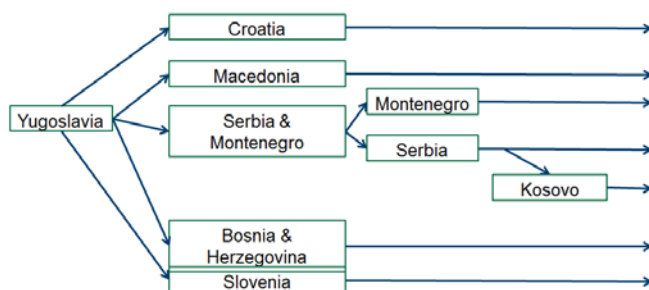 Croatia
Macedonia
Yugoslavia
Serbia &
Montenegro
Montenegro
Serbia
Kosovo
Bosnia &
Herzegovina
Slovenia